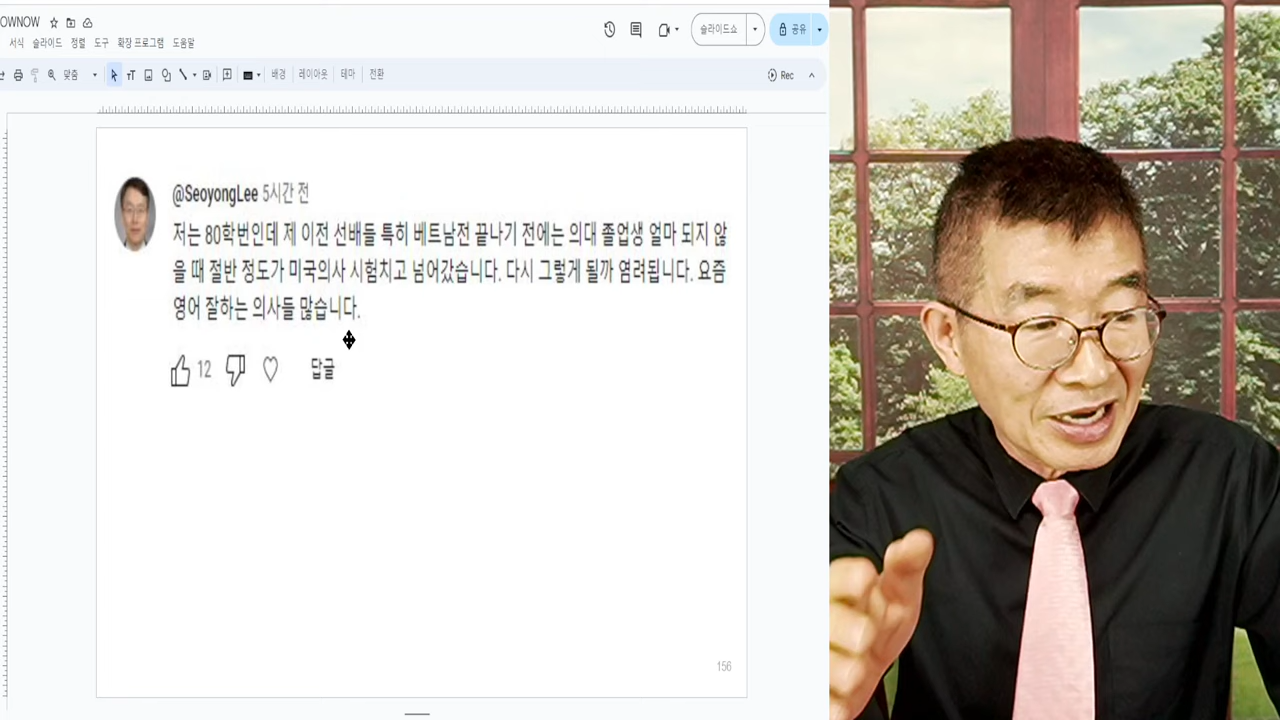 OWNOW
서식 슬라이드 정렬 도구 확장 프로그램 도움말
슬라이드쇼
공유
맞춤
배경 레이아웃 테마 전환
Rec
@SeoyongLee 5시간 전
저는 80학번인데 제 이전 선배들 특히 베트남전 끝나기 전에는 의대 졸업생 얼마 되지 않
을 때 절반 정도가 미국의사 시험치고 넘어갔습니다. 다시 그렇게 될까 염려됩니다. 요즘
영어 잘하는 의사들 많습니다.
12
답글
156